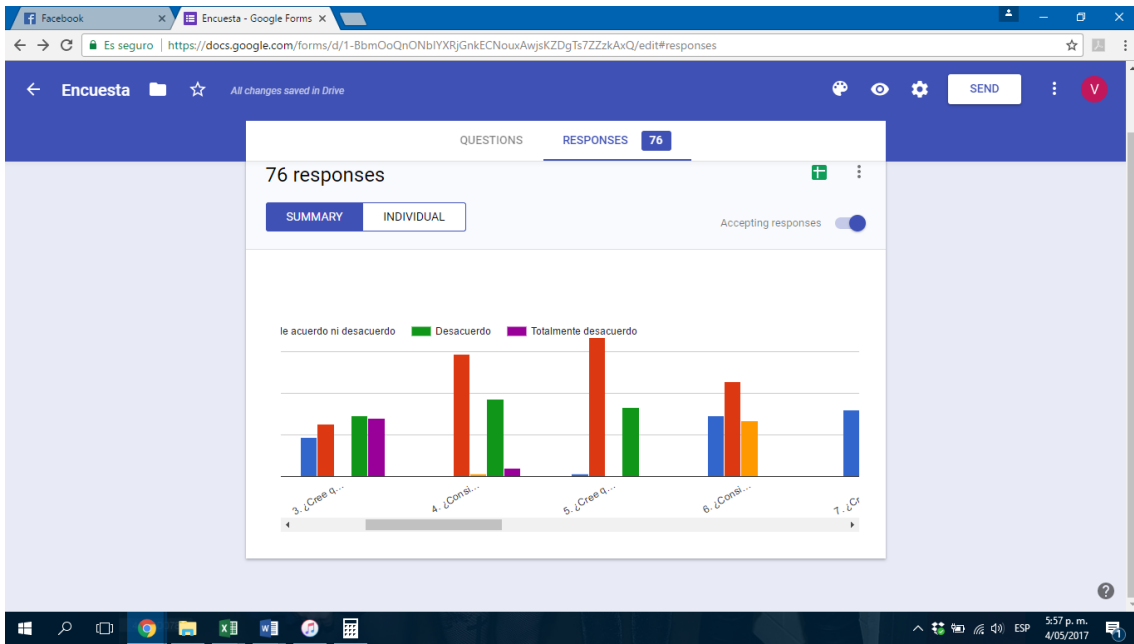 Facebook
Encuesta - Google Forms
Es seguro
https://docs.google.com/forms/d/1-BbmOoQnONbIYXRjGnkECNouxAwjsKZDgTs7ZZzkAxQ/edit#responses
Encuesta
All changes saved in Drive
SEND
V
QUESTIONS
RESPONSES 76
76 responses
SUMMARY
INDIVIDUAL
Accepting responses
le acuerdo ni desacuerdo
Desacuerdo
Totalmente desacuerdo
3. ¿Cree q...
4. ¿Consi...
5. ¿Cree q...
6. ¿Consi...
7. ¿Cr
ESP
5:57 p. m.
4/05/2017